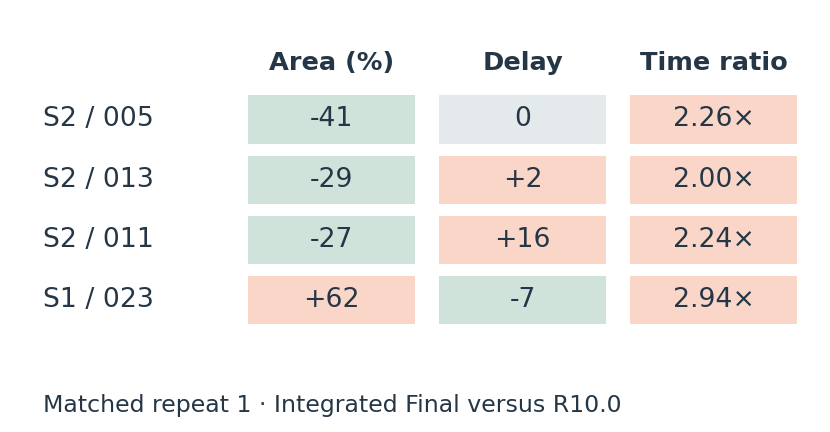 Area (%) Delay Time ratio
S2 / 005 -41 0 2.26×
S2 / 013 -29 +2 2.00×
S2 / 011 -27 +16 2.24×
S1 / 023 +62 -7 2.94×
Matched repeat 1 · Integrated Final versus R10.0